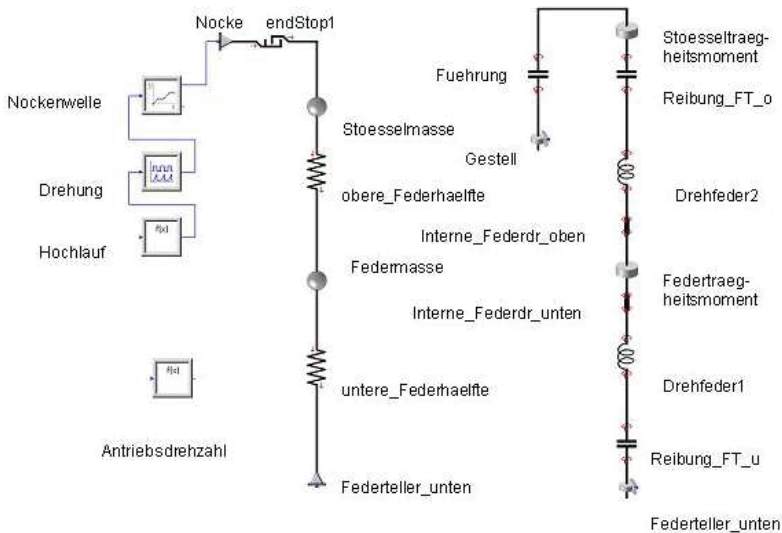 Nocke
endStop1
Stoesseltraeg-
heitsmoment
Fuehrung
Nockenwelle
Reibung_FT_o
Stoesselmasse
Gestell
Drehung
obere_Federhaelfte
Drehfeder2
f(x)
Interne_Federdr_oben
Hochlauf
Federmasse
Federtraeg-
heitsmoment
Interne_Federdr_unten
f(x)
untere_Federhaelfte
Drehfeder1
Antriebsdrehzahl
Reibung_FT_u
Federteller_unten
Federteller_unten